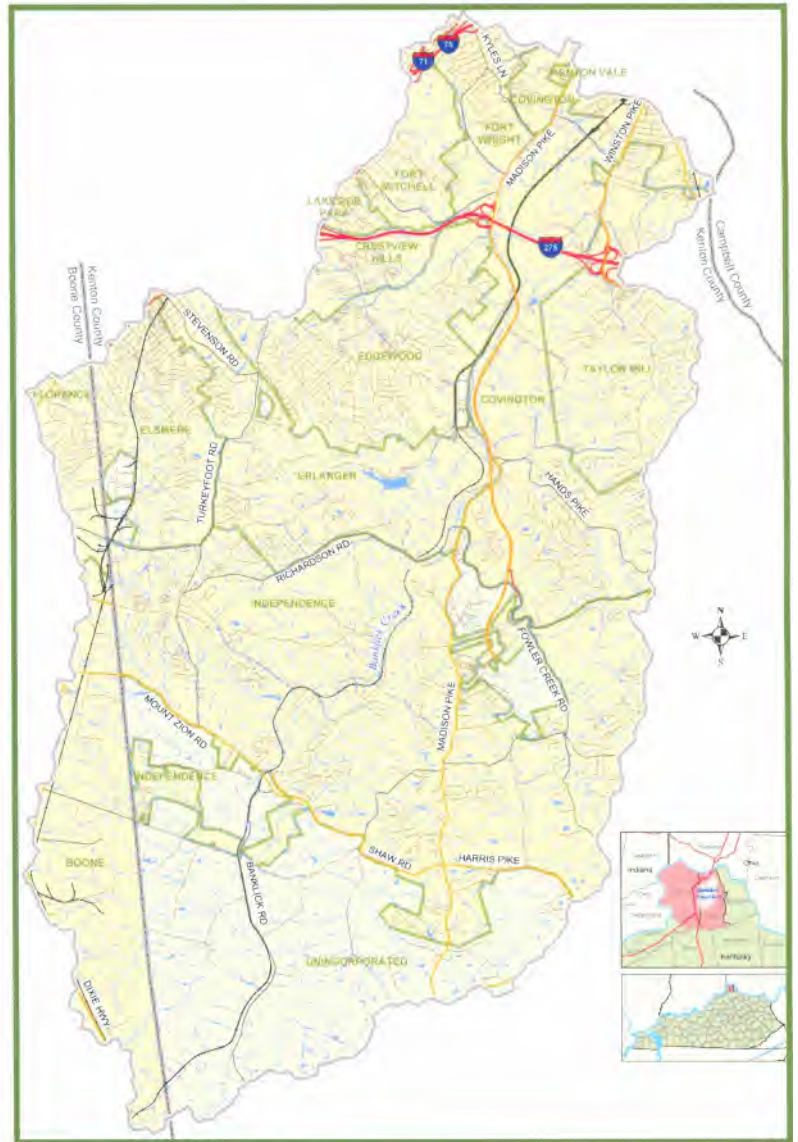 71
75
KYLES LN
KENTON VALE
COVINGTON
FORT
WRIGHT
MADISON PIKE
WINSTON PIKE
FORT
MITCHELL
LAKESIDE
PARK
CRESTVIEW
HILLS
275
Campbell County
Kenton County
Kenton County
Boone County
STEVENSON RD
EDGEWOOD
TAYLOR MILL
COVINGTON
FLORENCE
ELSMERE
TURKEYFOOT RD
ERLANGER
HANDS PIKE
RICHARDSON RD
INDEPENDENCE
Banklick Creek
FOWLER CREEK RD
N
W
E
S
MADISON PIKE
MOUNT ZION RD
INDEPENDENCE
SHAW RD
HARRIS PIKE
BOONE
BANKLICK RD
UNINCORPORATED
DIXIE HWY
Indiana
Ohio
Kentucky